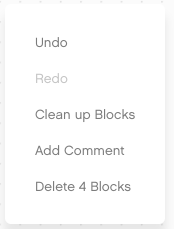 Undo
Redo
Clean up Blocks
Add Comment
Delete 4 Blocks